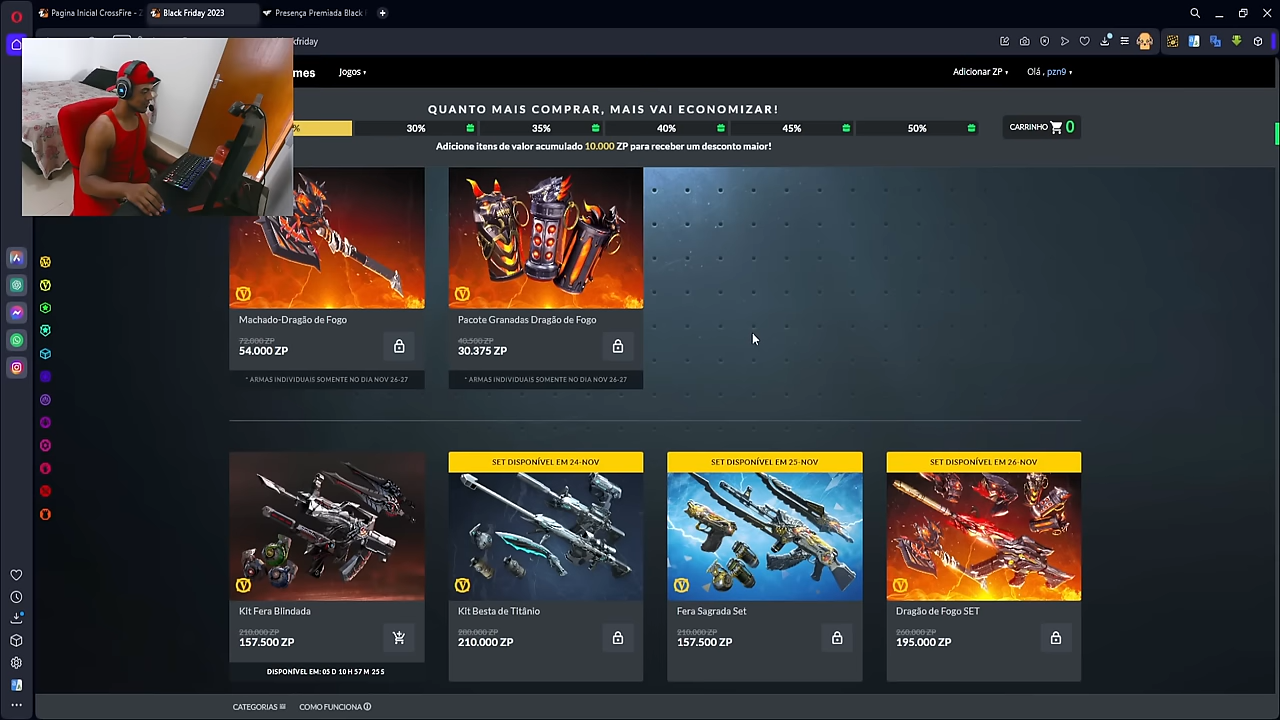 Pagina Inicial CrossFire - 2
Black Friday 2023
Presença Premiada Black F
kfriday
mes
Jogos
Adicionar ZP
Olá , pzn9
QUANTO MAIS COMPRAR, MAIS VAI ECONOMIZAR!
%
30%
35%
40%
45%
50%
CARRINHO 0
Adicione itens de valor acumulado 10.000 ZP para receber um desconto maior!
Machado-Dragão de Fogo
72.000 ZP
54.000 ZP
* ARMAS INDIVIDUAIS SOMENTE NO DIA NOV 26-27
Pacote Granadas Dragão de Fogo
40.500 ZP
30.375 ZP
* ARMAS INDIVIDUAIS SOMENTE NO DIA NOV 26-27
Kit Fera Blindada
210.000 ZP
157.500 ZP
DISPONÍVEL EM: 05 D 10 H 57 M 25 S
SET DISPONÍVEL EM 24-NOV
Kit Besta de Titânio
280.000 ZP
210.000 ZP
SET DISPONÍVEL EM 25-NOV
Fera Sagrada Set
210.000 ZP
157.500 ZP
SET DISPONÍVEL EM 26-NOV
Dragão de Fogo SET
260.000 ZP
195.000 ZP
CATEGORIAS
COMO FUNCIONA